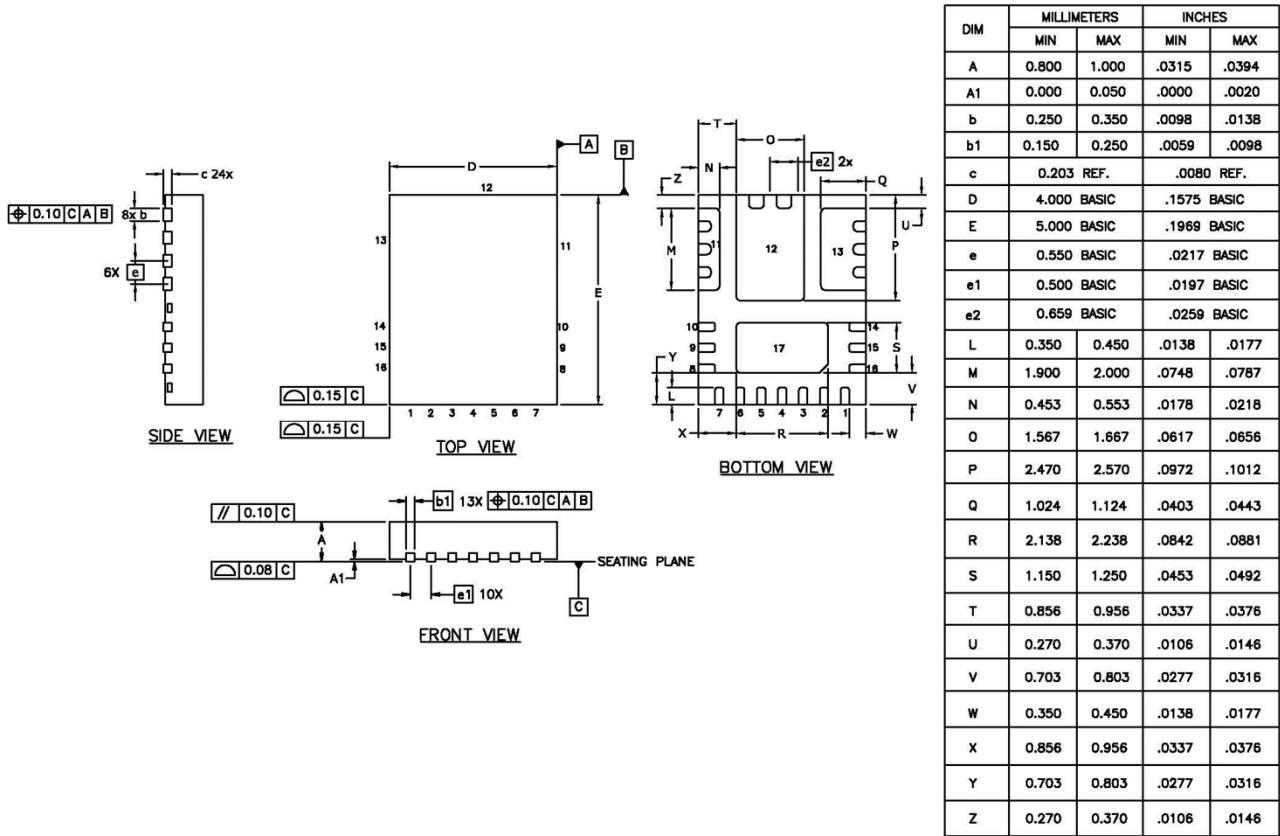 c 24x
⌖ 0.10 C A B
8x b
6X e
SIDE VIEW
D
A
B
12
13
11
E
14
10
15
9
16
8
⌓ 0.15 C
⌓ 0.15 C
1 2 3 4 5 6 7
TOP VIEW
T
O
N
e2 2x
Z
Q
U
11
12
13
M
P
10
14
9
17
15
S
8
16
Y
L
V
7 6 5 4 3 2 1
X
R
W
BOTTOM VIEW
b1 13X ⌖ 0.10 C A B
// 0.10 C
A
⌓ 0.08 C
A1
SEATING PLANE
e1 10X
C
FRONT VIEW
DIM MILLIMETERS INCHES
MIN MAX MIN MAX
A 0.800 1.000 .0315 .0394
A1 0.000 0.050 .0000 .0020
b 0.250 0.350 .0098 .0138
b1 0.150 0.250 .0059 .0098
c 0.203 REF. .0080 REF.
D 4.000 BASIC .1575 BASIC
E 5.000 BASIC .1969 BASIC
e 0.550 BASIC .0217 BASIC
e1 0.500 BASIC .0197 BASIC
e2 0.659 BASIC .0259 BASIC
L 0.350 0.450 .0138 .0177
M 1.900 2.000 .0748 .0787
N 0.453 0.553 .0178 .0218
O 1.567 1.667 .0617 .0656
P 2.470 2.570 .0972 .1012
Q 1.024 1.124 .0403 .0443
R 2.138 2.238 .0842 .0881
S 1.150 1.250 .0453 .0492
T 0.856 0.956 .0337 .0376
U 0.270 0.370 .0106 .0146
V 0.703 0.803 .0277 .0316
W 0.350 0.450 .0138 .0177
X 0.856 0.956 .0337 .0376
Y 0.703 0.803 .0277 .0316
Z 0.270 0.370 .0106 .0146